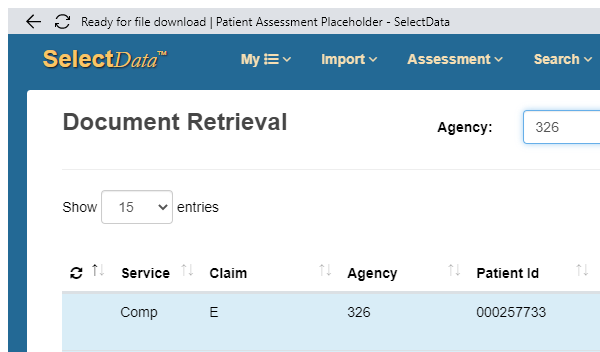 Ready for file download | Patient Assessment Placeholder - SelectData
SelectData™ My Import Assessment Search
Document Retrieval Agency: 326
Show 15 entries
Service Claim Agency Patient Id
Comp E 326 000257733